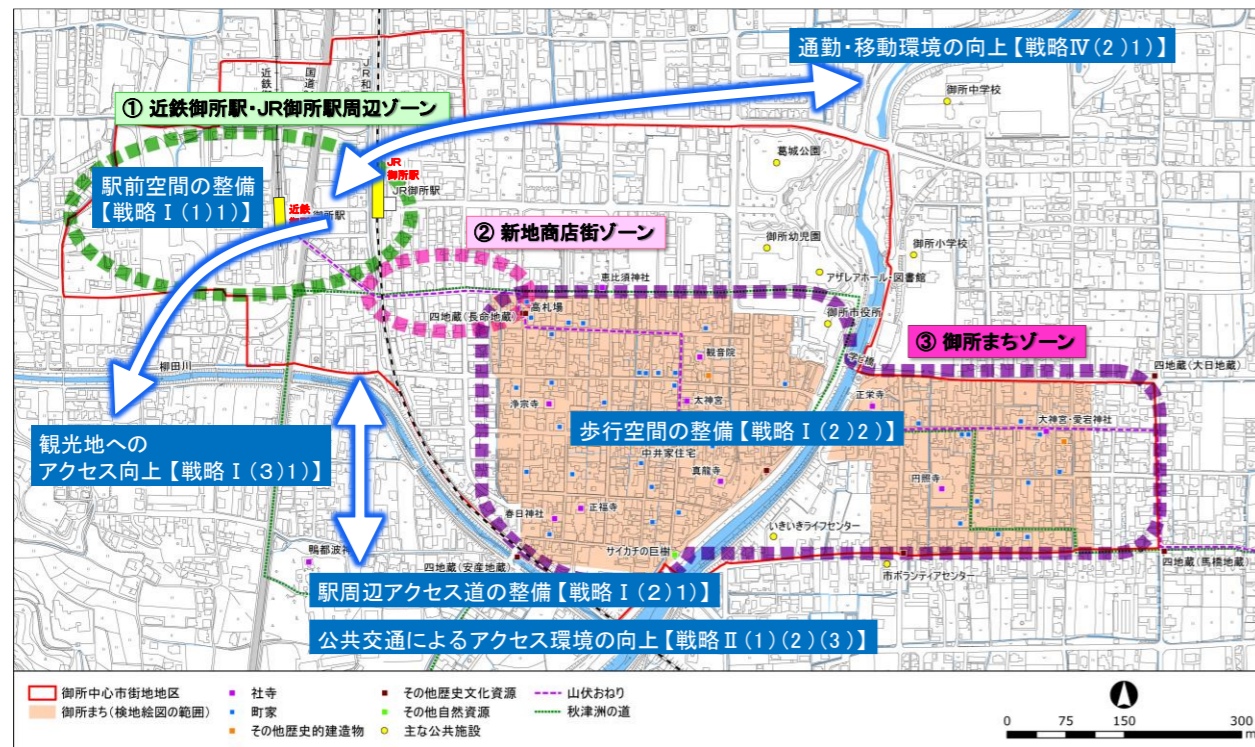 通勤・移動環境の向上【戦略Ⅳ(2)1)】
御所中学校
近鉄
国道
JR和
① 近鉄御所駅・JR御所駅周辺ゾーン
葛城公園
JR
御所駅
JR御所駅
駅前空間の整備
【戦略Ⅰ(1)1)】
近鉄
御所駅
② 新地商店街ゾーン
御所幼児園
御所小学校
恵比須神社
アザレアホール・図書館
高札場
四地蔵(長命地蔵)
御所市役所
③ 御所まちゾーン
観音院
柳田川
四地蔵(大日地蔵)
浄宗寺
太神宮
正栄寺
大神宮・愛宕神社
観光地への
アクセス向上【戦略Ⅰ(3)1)】
歩行空間の整備【戦略Ⅰ(2)2)】
中井家住宅
真龍寺
円照寺
春日神社
正福寺
いきいきライフセンター
鴨都波神
サイカチの巨樹
四地蔵(安産地蔵)
四地蔵(馬橋地蔵)
市ボランティアセンター
駅周辺アクセス道の整備【戦略Ⅰ(2)1)】
公共交通によるアクセス環境の向上【戦略Ⅱ(1)(2)(3)】
御所中心市街地地区
社寺
その他歴史文化資源
山伏おねり
御所まち(検地絵図の範囲)
町家
その他自然資源
秋津洲の道
その他歴史的建造物
主な公共施設
0 75 150 300
m